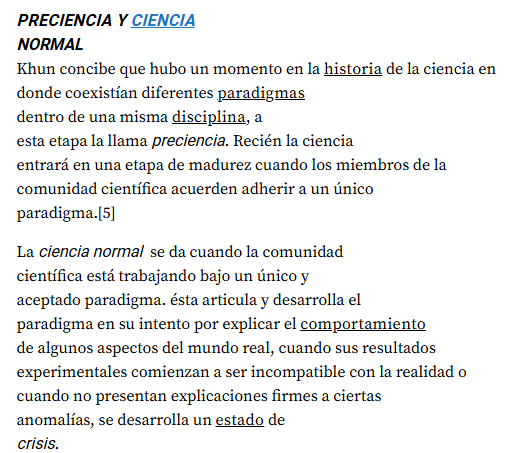 PRECIENCIA Y CIENCIA
NORMAL
Khun concibe que hubo un momento en la historia de la ciencia en
donde coexistían diferentes paradigmas
dentro de una misma disciplina, a
esta etapa la llama preciencia. Recién la ciencia
entrará en una etapa de madurez cuando los miembros de la
comunidad científica acuerden adherir a un único
paradigma.[5]
La ciencia normal se da cuando la comunidad
científica está trabajando bajo un único y
aceptado paradigma. ésta articula y desarrolla el
paradigma en su intento por explicar el comportamiento
de algunos aspectos del mundo real, cuando sus resultados
experimentales comienzan a ser incompatible con la realidad o
cuando no presentan explicaciones firmes a ciertas
anomalías, se desarrolla un estado de
crisis.